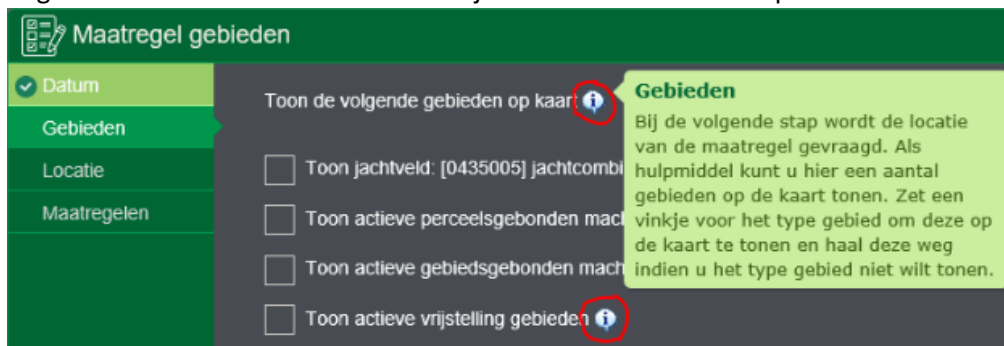 Maatregel gebieden
Datum
Gebieden
Locatie
Maatregelen
Toon de volgende gebieden op kaart
Toon jachtveld: [0435005] jachtcombi
Toon actieve perceelsgebonden mach
Toon actieve gebiedsgebonden mach
Toon actieve vrijstelling gebieden
Gebieden
Bij de volgende stap wordt de locatie
van de maatregel gevraagd. Als
hulpmiddel kunt u hier een aantal
gebieden op de kaart tonen. Zet een
vinkje voor het type gebied om deze op
de kaart te tonen en haal deze weg
indien u het type gebied niet wilt tonen.